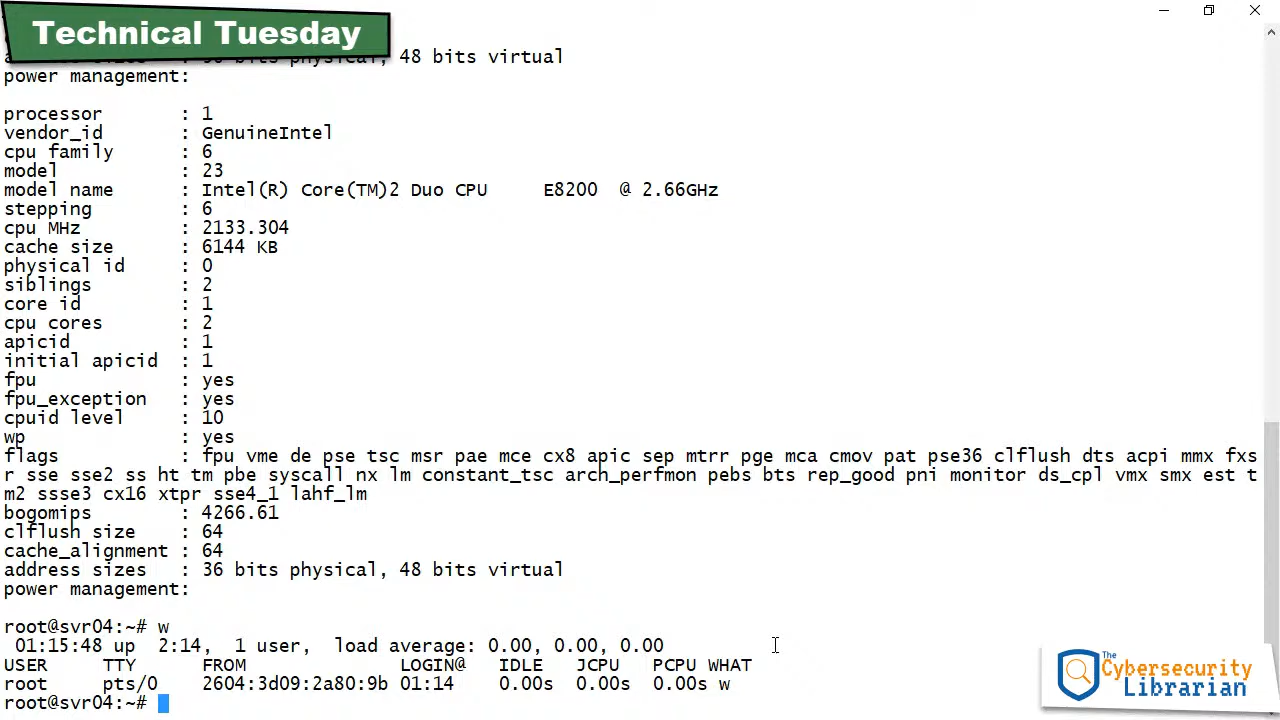 Technical Tuesday
bits physical, 48 bits virtual
power management:
processor : 1
vendor_id : GenuineIntel
cpu family : 6
model : 23
model name : Intel(R) Core(TM)2 Duo CPU E8200 @ 2.66GHz
stepping : 6
cpu MHz : 2133.304
cache size : 6144 KB
physical id : 0
siblings : 2
core id : 1
cpu cores : 2
apicid : 1
initial apicid : 1
fpu : yes
fpu_exception : yes
cpuid level : 10
wp : yes
flags : fpu vme de pse tsc msr pae mce cx8 apic sep mtrr pge mca cmov pat pse36 clflush dts acpi mmx fxs
r sse sse2 ss ht tm pbe syscall nx lm constant_tsc arch_perfmon pebs bts rep_good pni monitor ds_cpl vmx smx est t
m2 ssse3 cx16 xtpr sse4_1 lahf_lm
bogomips : 4266.61
clflush size : 64
cache_alignment : 64
address sizes : 36 bits physical, 48 bits virtual
power management:
root@svr04:~# w
01:15:48 up 2:14, 1 user, load average: 0.00, 0.00, 0.00
USER TTY FROM LOGIN@ IDLE JCPU PCPU WHAT
root pts/0 2604:3d09:2a80:9b 01:14 0.00s 0.00s 0.00s w
root@svr04:~#
The
Cybersecurity
Librarian